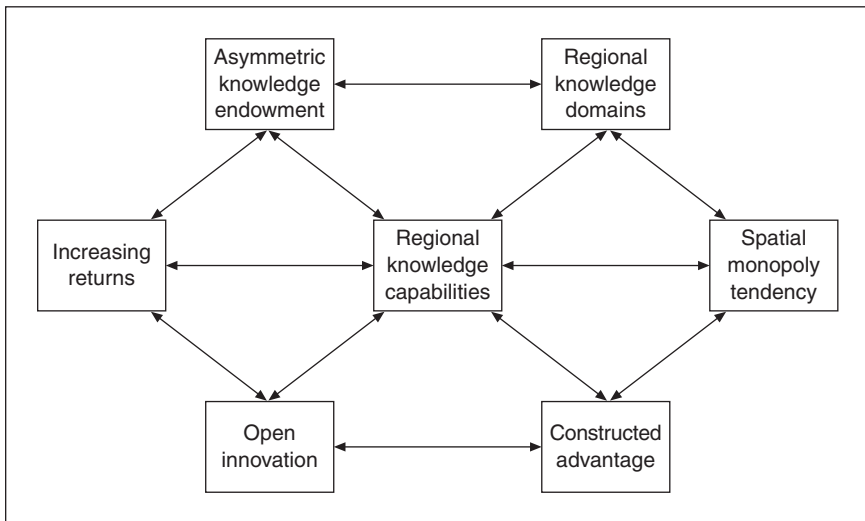 Asymmetric
knowledge
endowment
Regional
knowledge
domains
Increasing
returns
Regional
knowledge
capabilities
Spatial
monopoly
tendency
Open
innovation
Constructed
advantage